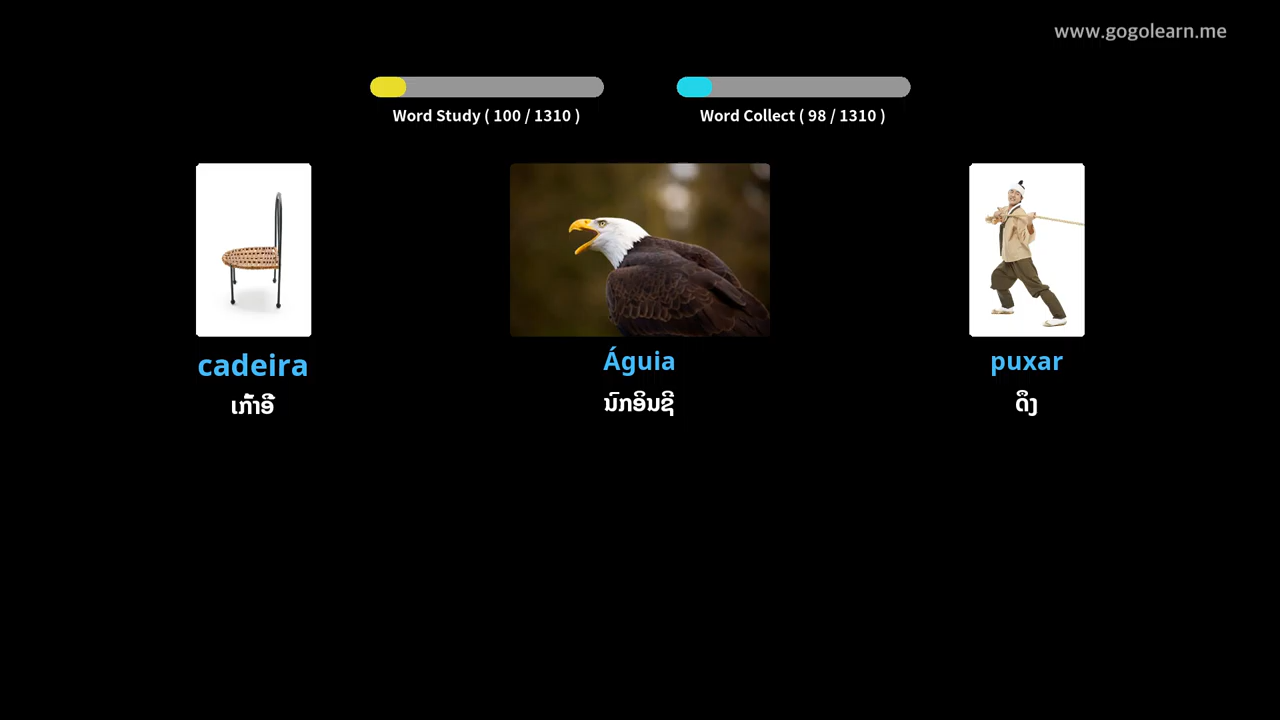 www.gogolearn.me
Word Study ( 100 / 1310 )
Word Collect ( 98 / 1310 )
cadeira
ເກົ້າອີ້
Águia
ນົກອິນຊີ
puxar
ດຶງ